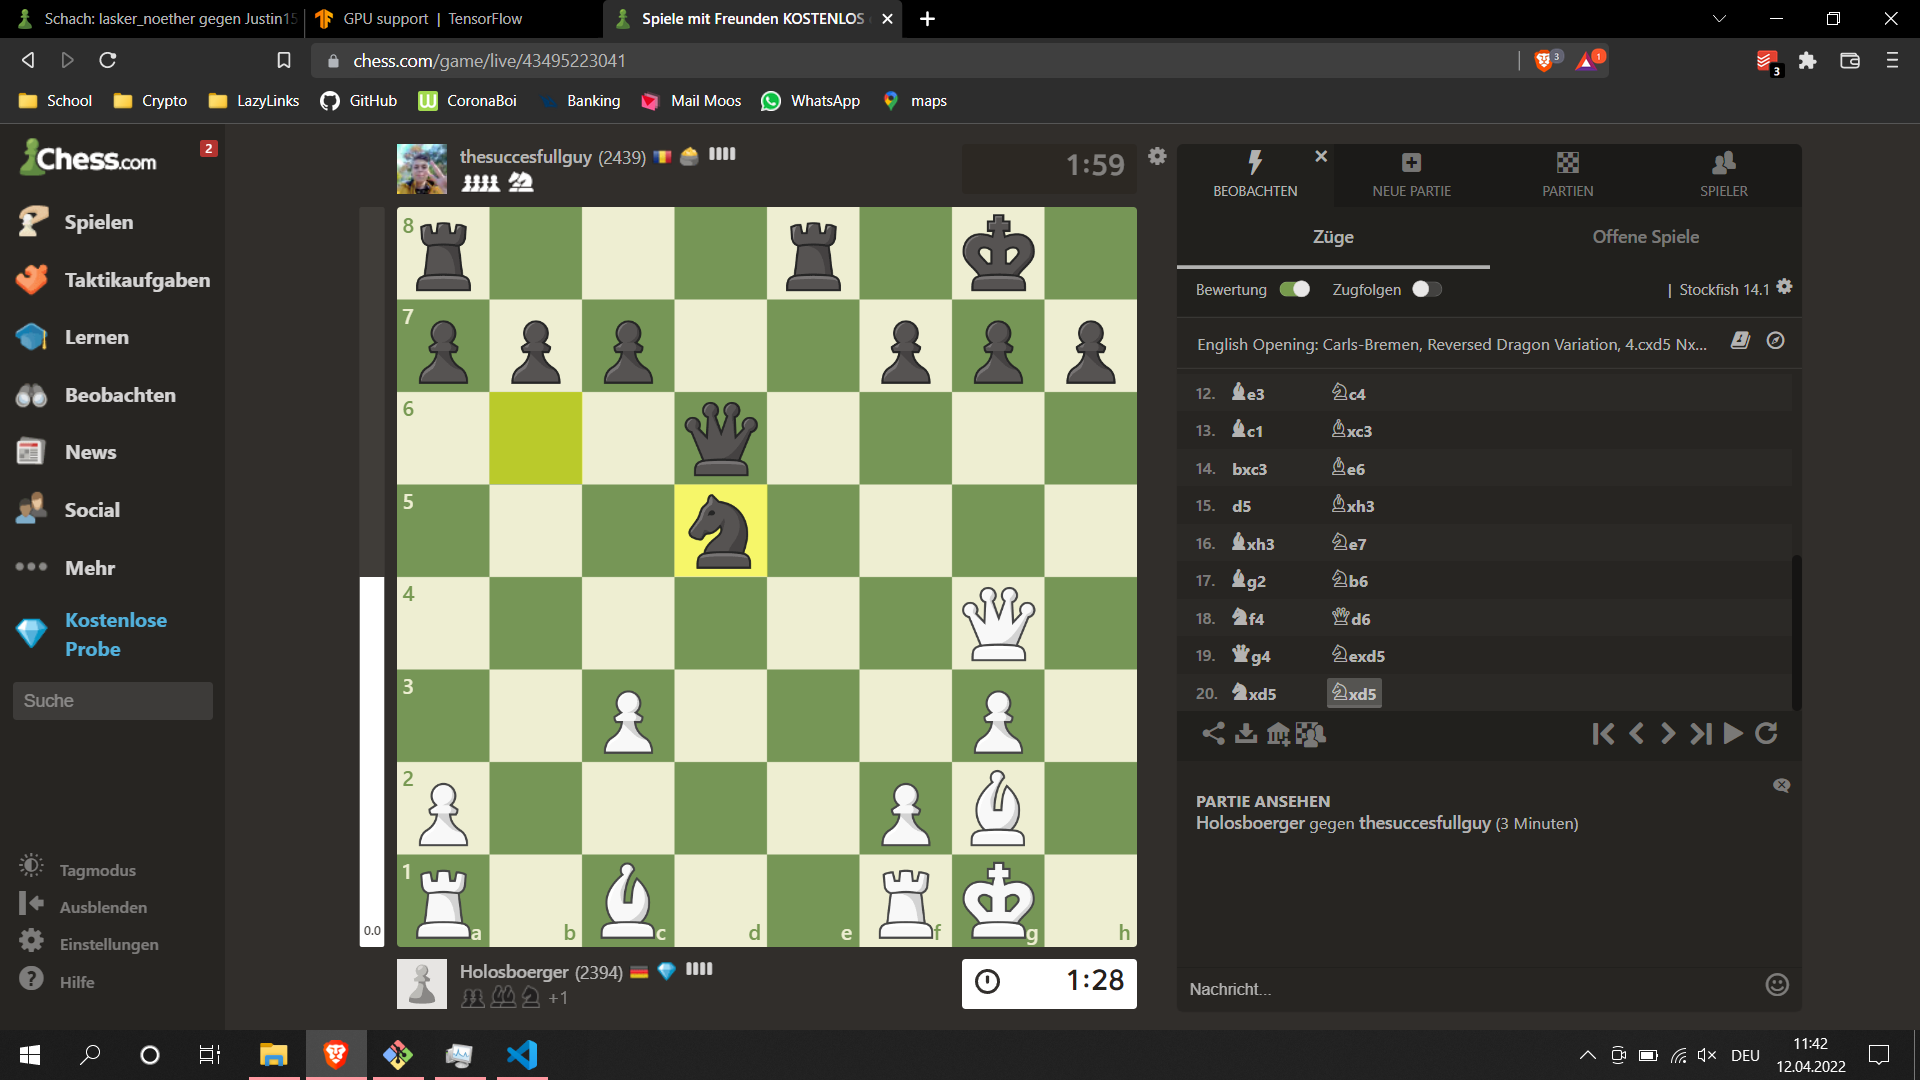 Schach: lasker_noether gegen Justin15
GPU support | TensorFlow
Spiele mit Freunden KOSTENLOS
chess.com/game/live/43495223041
3
1
3
School
Crypto
LazyLinks
GitHub
CoronaBoi
Banking
Mail Moos
WhatsApp
maps
Chess.com
2
Spielen
Taktikaufgaben
Lernen
Beobachten
News
Social
Mehr
Kostenlose
Probe
Suche
Tagmodus
Ausblenden
Einstellungen
Hilfe
thesuccesfullguy (2439)
1:59
8
7
6
5
4
3
2
1
a b c d e f g h
0.0
Holosboerger (2394)
+1
1:28
BEOBACHTEN
NEUE PARTIE
PARTIEN
SPIELER
Züge
Offene Spiele
Bewertung
Zugfolgen
| Stockfish 14.1
English Opening: Carls-Bremen, Reversed Dragon Variation, 4.cxd5 Nx...
12. e3 c4
13. c1 xc3
14. bxc3 e6
15. d5 xh3
16. xh3 e7
17. g2 b6
18. f4 d6
19. g4 exd5
20. xd5 xd5
PARTIE ANSEHEN
Holosboerger gegen thesuccesfullguy (3 Minuten)
Nachricht...
DEU
11:42
12.04.2022